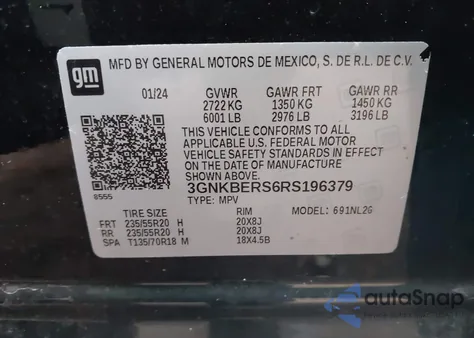 gm
MFD BY GENERAL MOTORS DE MEXICO, S. DE R.L. DE C.V.
01/24 GVWR GAWR FRT GAWR RR
2722 KG 1350 KG 1450 KG
6001 LB 2976 LB 3196 LB
THIS VEHICLE CONFORMS TO ALL
APPLICABLE U.S. FEDERAL MOTOR
VEHICLE SAFETY STANDARDS IN EFFECT
ON THE DATE OF MANUFACTURE SHOWN ABOVE.
3GNKBERS6RS196379
0555
TYPE: MPV
TIRE SIZE RIM MODEL: 691NL26
FRT 235/55R20 H 20X8J
RR 235/55R20 H 20X8J
SPA T135/70R18 M 18X4.5B
autaSnap